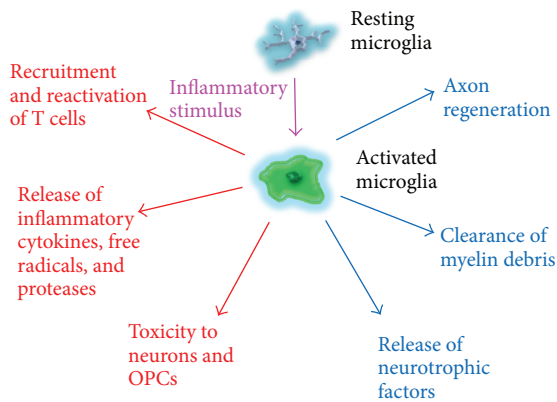 Resting
microglia
Inflammatory
stimulus
Recruitment
and reactivation
of T cells
Axon
regeneration
Activated
microglia
Release of
inflammatory
cytokines, free
radicals, and
proteases
Clearance of
myelin debris
Toxicity to
neurons and
OPCs
Release of
neurotrophic
factors